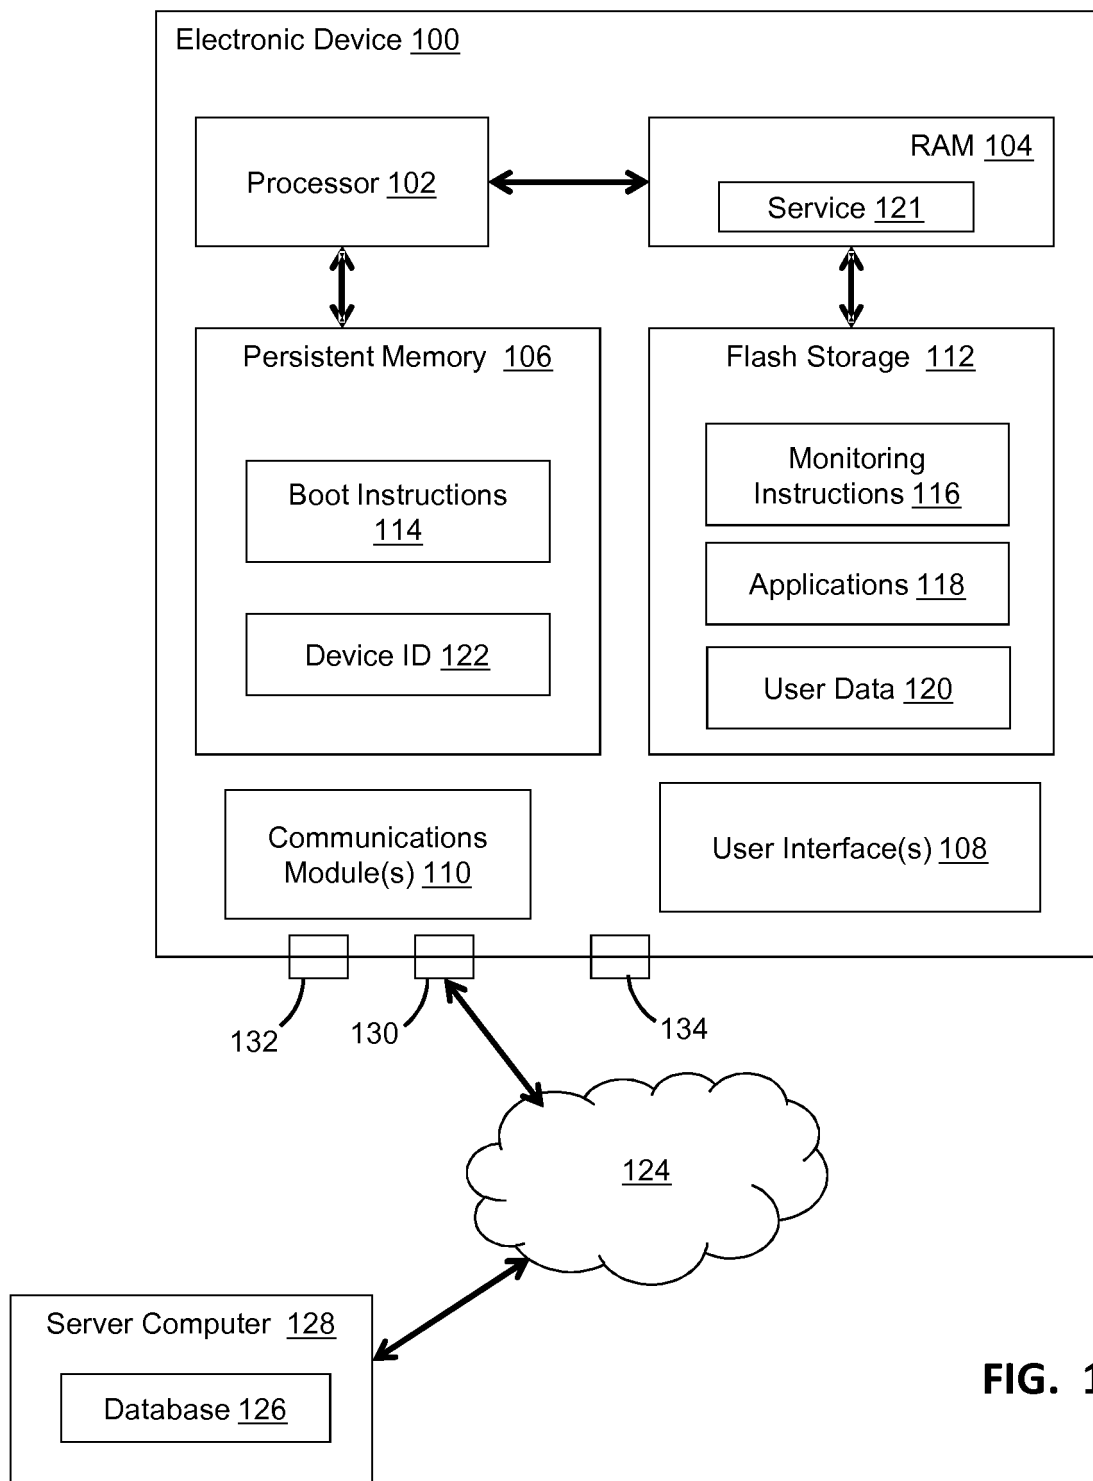 Electronic Device 100
Processor 102
RAM 104
Service 121
Persistent Memory 106
Flash Storage 112
Boot Instructions
114
Monitoring
Instructions 116
Device ID 122
Applications 118
User Data 120
Communications
Module(s) 110
User Interface(s) 108
132
130
134
124
Server Computer 128
Database 126
FIG. 1